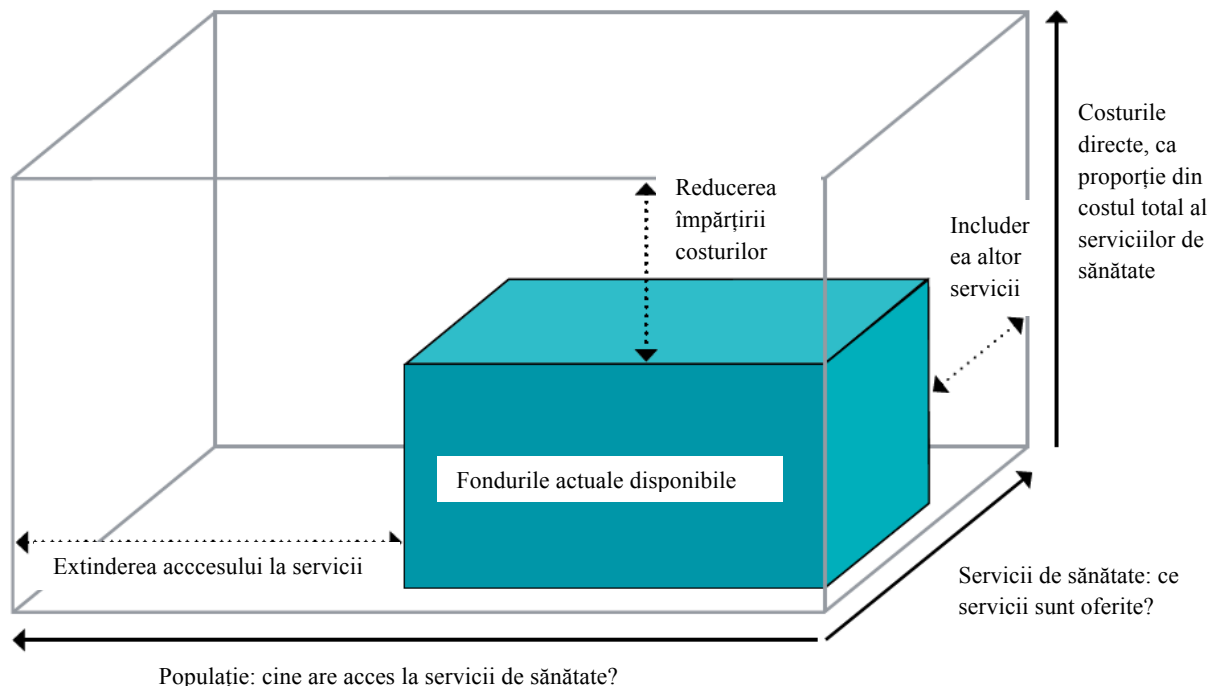 Costurile
directe, ca
proporție din
costul total al
serviciilor de
sănătate
Reducerea
împărțirii
costurilor
Includer
ea altor
servicii
Fondurile actuale disponibile
Extinderea acccesului la servicii
Servicii de sănătate: ce
servicii sunt oferite?
Populație: cine are acces la servicii de sănătate?